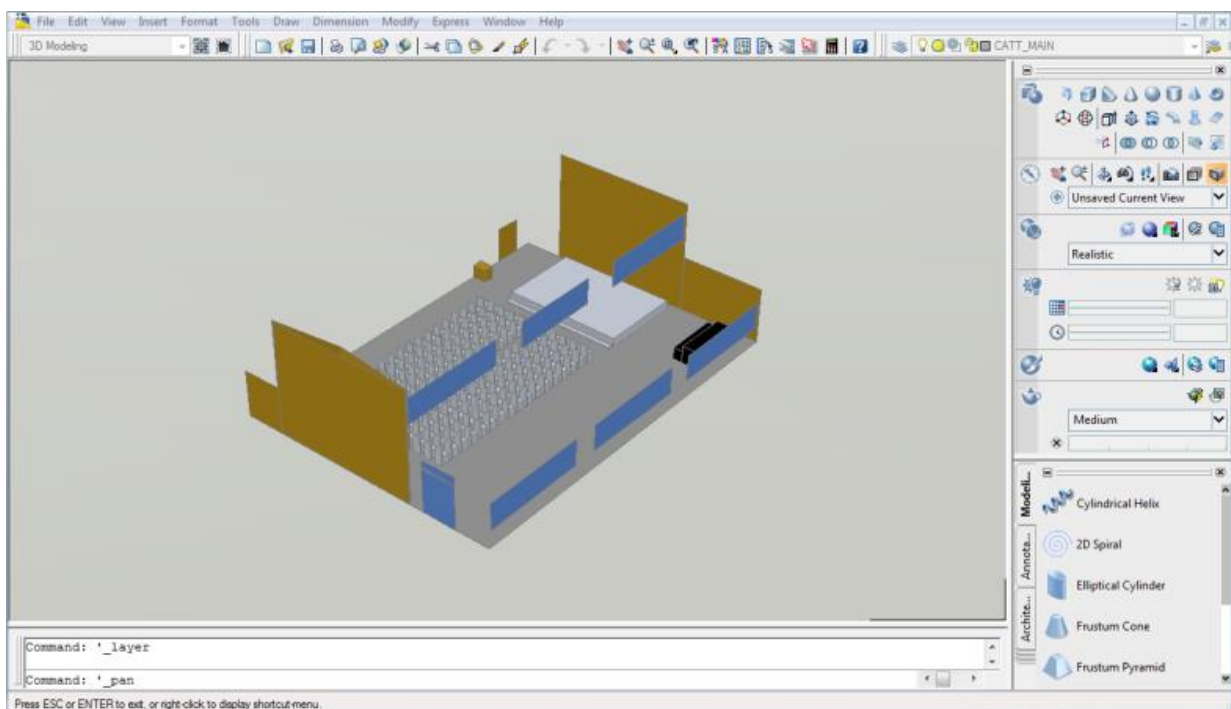 File Edit View Insert Format Tools Draw Dimension Modify Express Window Help
3D Modeling
CATT_MAIN
Unsaved Current View
Realistic
Medium
Modeli...
Annota...
Archite...
Cylindrical Helix
2D Spiral
Elliptical Cylinder
Frustum Cone
Frustum Pyramid
Command: '_layer
Command: '_pan
Press ESC or ENTER to exit, or right-click to display shortcut-menu.